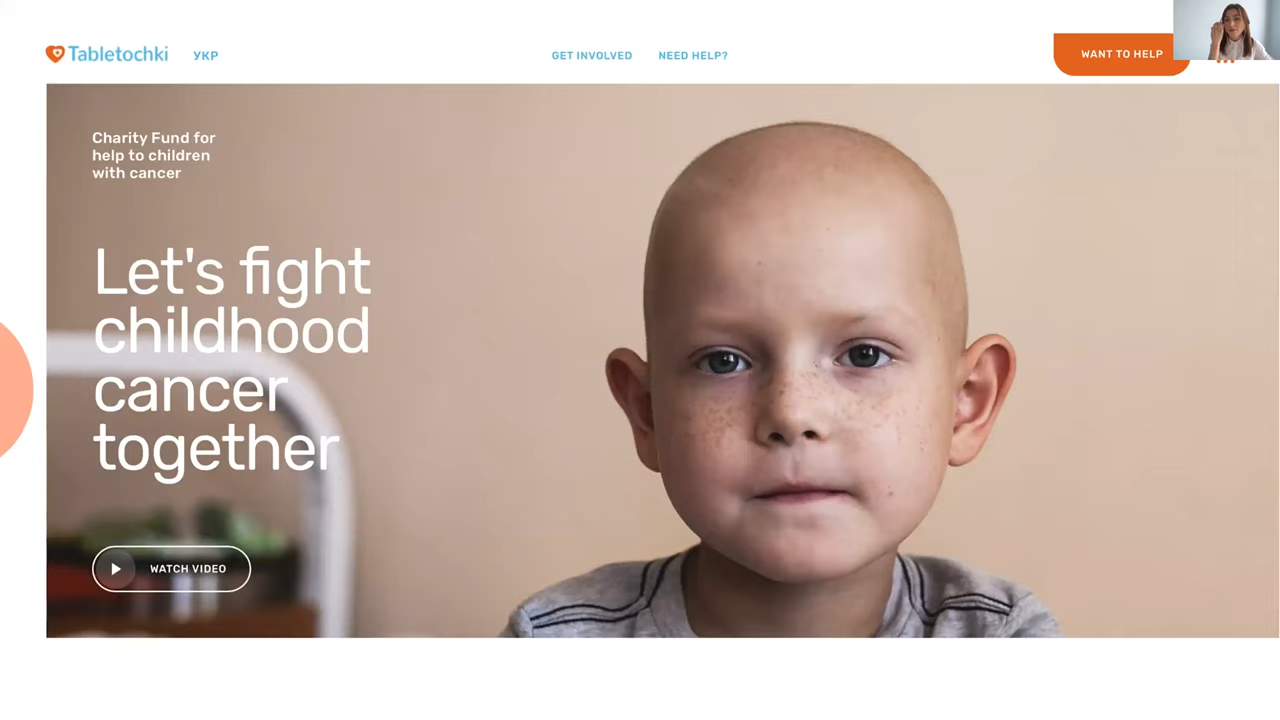 Tabletochki
УКР
GET INVOLVED
NEED HELP?
WANT TO HELP
Charity Fund for
help to children
with cancer
Let's fight
childhood
cancer
together
WATCH VIDEO